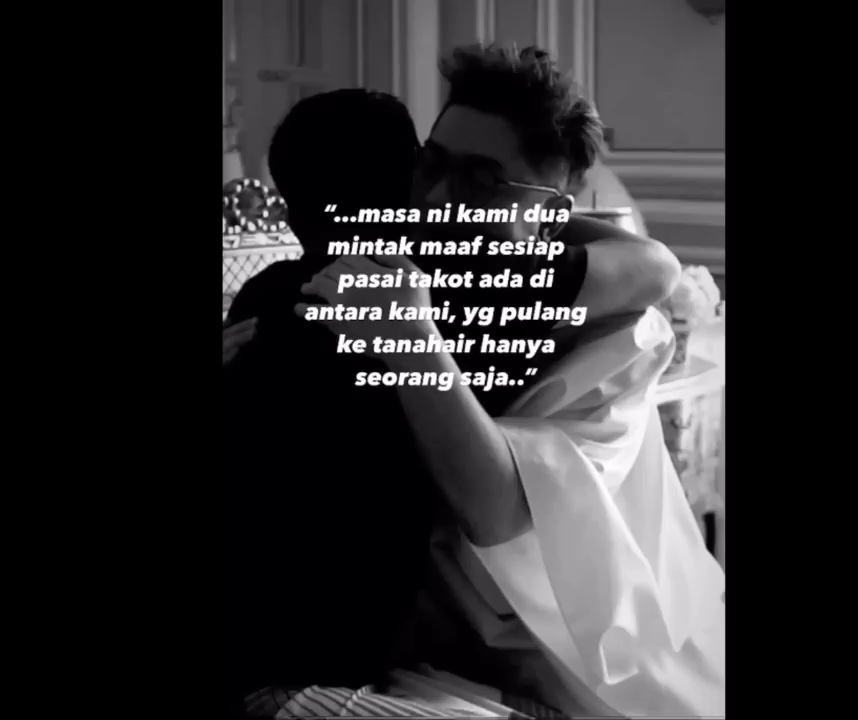 “...masa ni kami dua
mintak maaf sesiap
pasai takot ada di
antara kami, yg pulang
ke tanahair hanya
seorang saja..”